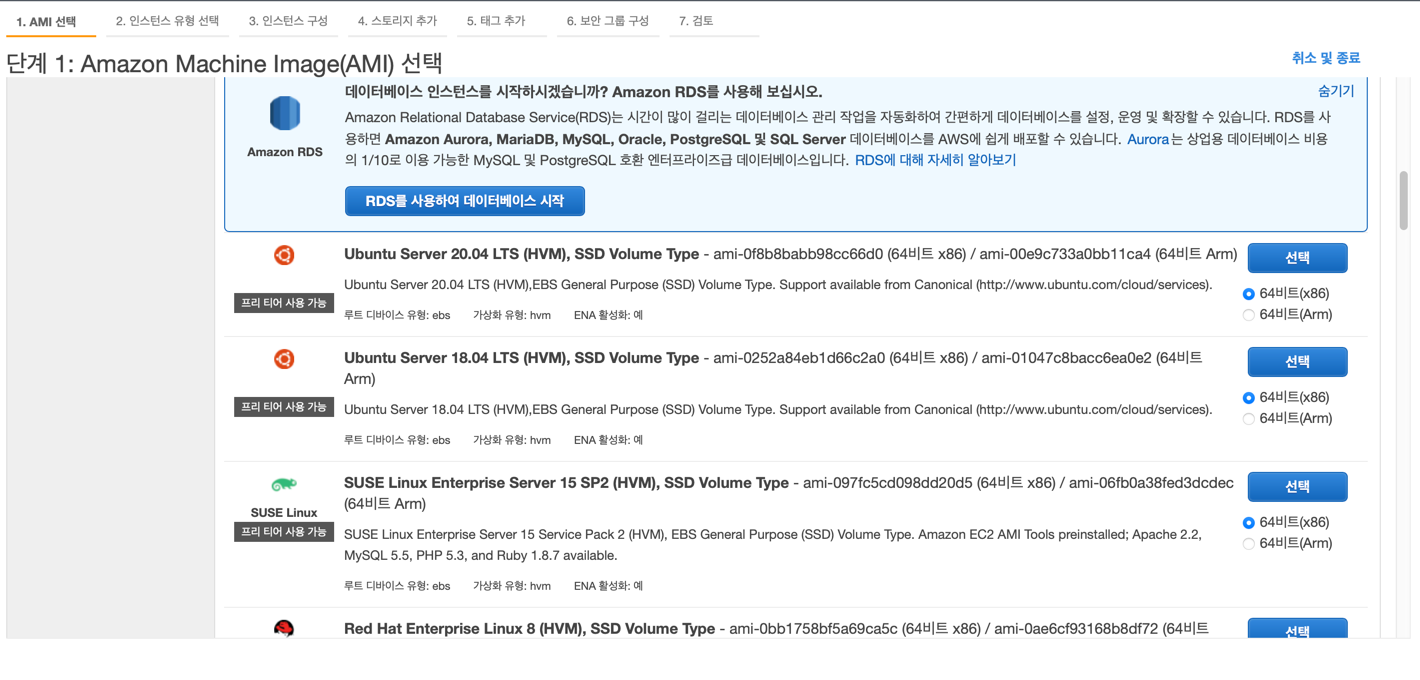 1. AMI 선택
2. 인스턴스 유형 선택
3. 인스턴스 구성
4. 스토리지 추가
5. 태그 추가
6. 보안 그룹 구성
7. 검토
단계 1: Amazon Machine Image(AMI) 선택
취소 및 종료
Amazon RDS
데이터베이스 인스턴스를 시작하시겠습니까? Amazon RDS를 사용해 보십시오.
숨기기
Amazon Relational Database Service(RDS)는 시간이 많이 걸리는 데이터베이스 관리 작업을 자동화하여 간편하게 데이터베이스를 설정, 운영 및 확장할 수 있습니다. RDS를 사
용하면 Amazon Aurora, MariaDB, MySQL, Oracle, PostgreSQL 및 SQL Server 데이터베이스를 AWS에 쉽게 배포할 수 있습니다. Aurora는 상업용 데이터베이스 비용
의 1/10로 이용 가능한 MySQL 및 PostgreSQL 호환 엔터프라이즈급 데이터베이스입니다. RDS에 대해 자세히 알아보기
RDS를 사용하여 데이터베이스 시작
Ubuntu Server 20.04 LTS (HVM), SSD Volume Type - ami-0f8b8babb98cc66d0 (64비트 x86) / ami-00e9c733a0bb11ca4 (64비트 Arm)
선택
프리 티어 사용 가능
Ubuntu Server 20.04 LTS (HVM),EBS General Purpose (SSD) Volume Type. Support available from Canonical (http://www.ubuntu.com/cloud/services).
64비트(x86)
루트 디바이스 유형: ebs 가상화 유형: hvm ENA 활성화: 예
64비트(Arm)
Ubuntu Server 18.04 LTS (HVM), SSD Volume Type - ami-0252a84eb1d66c2a0 (64비트 x86) / ami-01047c8bacc6ea0e2 (64비트
Arm)
선택
프리 티어 사용 가능
Ubuntu Server 18.04 LTS (HVM),EBS General Purpose (SSD) Volume Type. Support available from Canonical (http://www.ubuntu.com/cloud/services).
64비트(x86)
64비트(Arm)
루트 디바이스 유형: ebs 가상화 유형: hvm ENA 활성화: 예
SUSE Linux
프리 티어 사용 가능
SUSE Linux Enterprise Server 15 SP2 (HVM), SSD Volume Type - ami-097fc5cd098dd20d5 (64비트 x86) / ami-06fb0a38fed3dcdec
(64비트 Arm)
선택
SUSE Linux Enterprise Server 15 Service Pack 2 (HVM), EBS General Purpose (SSD) Volume Type. Amazon EC2 AMI Tools preinstalled; Apache 2.2,
MySQL 5.5, PHP 5.3, and Ruby 1.8.7 available.
64비트(x86)
64비트(Arm)
루트 디바이스 유형: ebs 가상화 유형: hvm ENA 활성화: 예
Red Hat Enterprise Linux 8 (HVM), SSD Volume Type - ami-0bb1758bf5a69ca5c (64비트 x86) / ami-0ae6cf93168b8df72 (64비트
선택